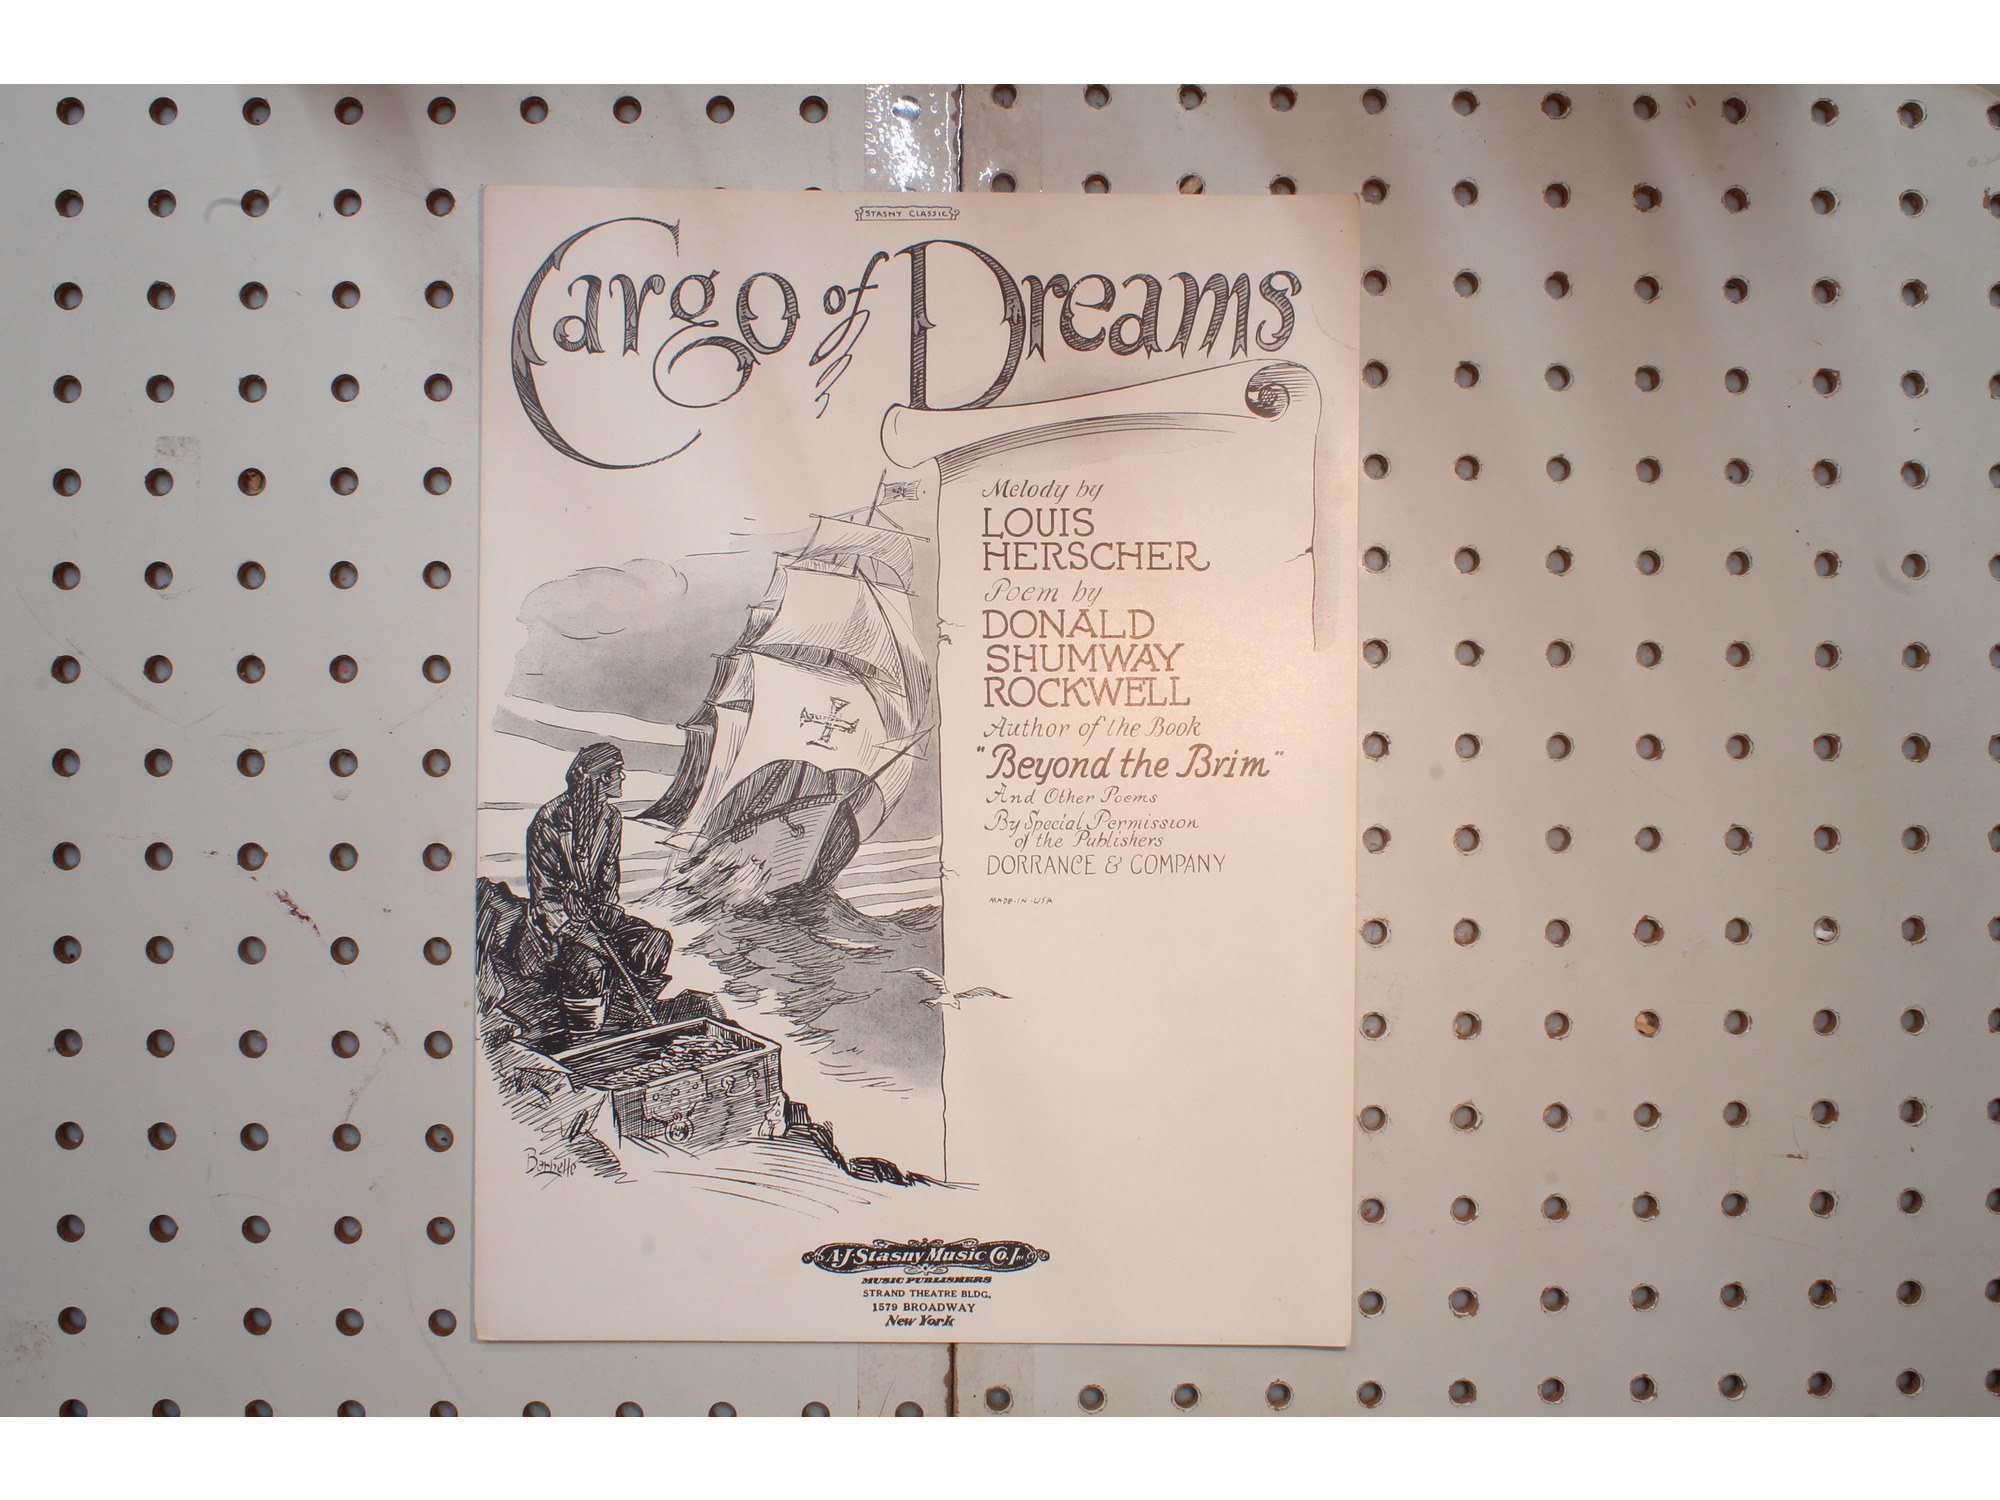 STASNY CLASSIC
Cargo of Dreams
Melody by
LOUIS
HERSCHER
Poem by
DONALD
SHUMWAY
ROCKWELL
Author of the Book
"Beyond the Brim"
And Other Poems
By Special Permission
of the Publishers
DORRANCE & COMPANY
MADE·IN·USA
Barbelle
A·J·Stasny Music Co. Inc
MUSIC PUBLISHERS
STRAND THEATRE BLDG,
1579 BROADWAY
New York